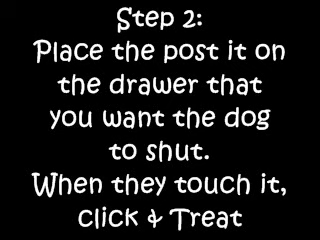 Step 2:
Place the post it on
the drawer that
you want the dog
to shut.
When they touch it,
click & Treat